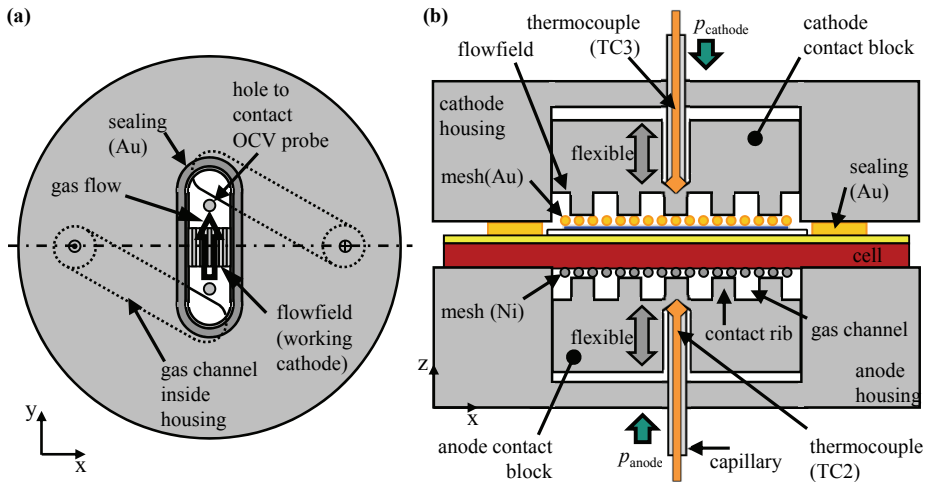 (a)
sealing
(Au)
gas flow
hole to
contact
OCV probe
flowfield
(working
cathode)
gas channel
inside
housing
y
x
(b)
thermocouple
(TC3)
p cathode
cathode
contact block
flowfield
cathode
housing
flexible
mesh(Au)
sealing
(Au)
cell
mesh (Ni)
flexible
contact rib
gas channel
z
x
anode
housing
anode contact
block
p anode
capillary
thermocouple
(TC2)